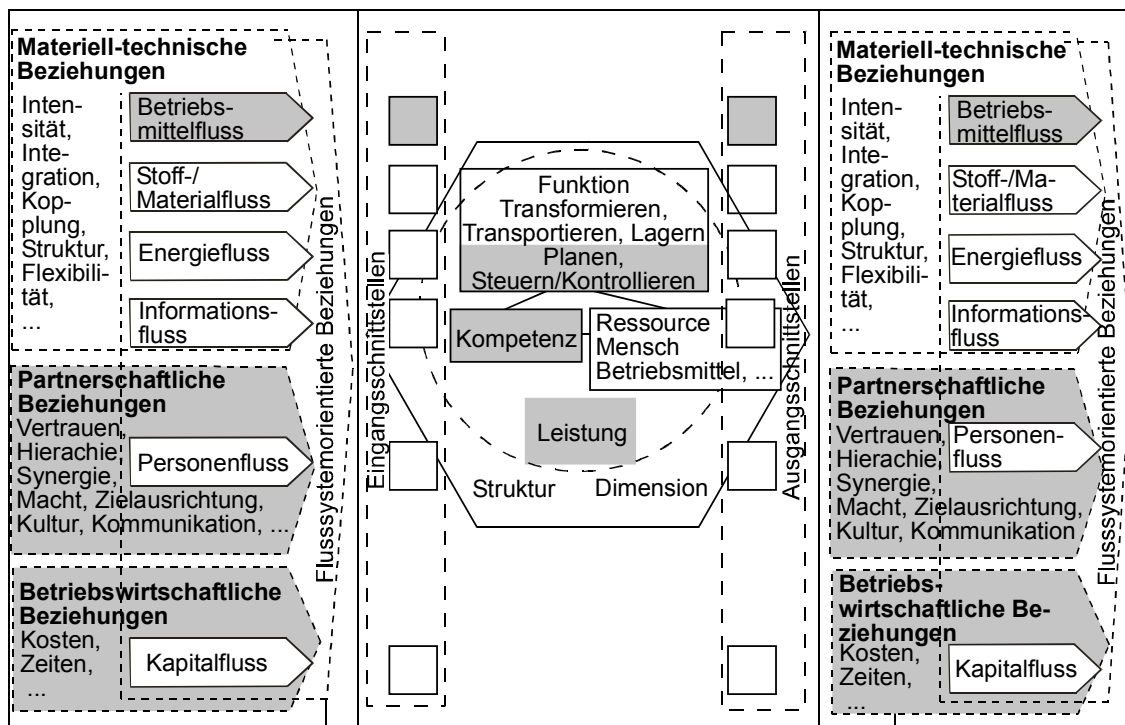 Materiell-technische
Beziehungen
Inten-
sität,
Inte-
gration,
Kop-
plung,
Struktur,
Flexibili-
tät,
...
Betriebs-
mittelfluss
Stoff-/
Materialfluss
Energiefluss
Informations-
fluss
Partnerschaftliche
Beziehungen
Vertrauen,
Hierachie,
Synergie,
Macht, Zielausrichtung,
Kultur, Kommunikation, ...
Personenfluss
Betriebswirtschaftliche
Beziehungen
Kosten,
Zeiten,
...
Kapitalfluss
Flusssystemorientierte Beziehungen
Eingangsschnittstellen
Funktion
Transformieren,
Transportieren, Lagern
Planen,
Steuern/Kontrollieren
Kompetenz
Ressource
Mensch
Betriebsmittel, ...
Leistung
Struktur
Dimension
Ausgangsschnittstellen
Materiell-technische
Beziehungen
Inten-
sität,
Inte-
gration,
Kop-
plung,
Struktur,
Flexibili-
tät,
...
Betriebs-
mittelfluss
Stoff-/Ma-
terialfluss
Energiefluss
Informations-
fluss
Partnerschaftliche
Beziehungen
Vertrauen,
Hierachie,
Synergie,
Macht, Zielausrichtung,
Kultur, Kommunikation
Personen-
fluss
Betriebs-
wirtschaftliche Be-
ziehungen
Kosten,
Zeiten,
...
Kapitalfluss
Flusssystemorientierte Beziehungen